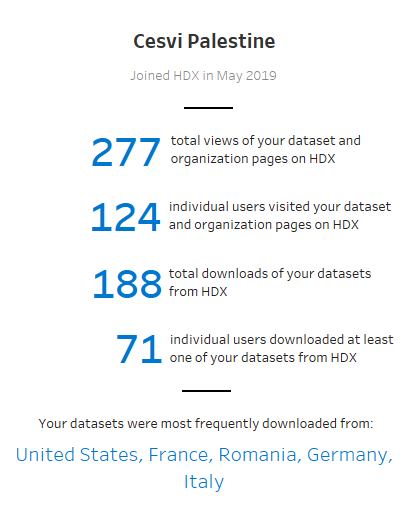 Cesvi Palestine
Joined HDX in May 2019
277 total views of your dataset and
organization pages on HDX
124 individual users visited your dataset
and organization pages on HDX
188 total downloads of your datasets
from HDX
71 individual users downloaded at least
one of your datasets from HDX
Your datasets were most frequently downloaded from:
United States, France, Romania, Germany,
Italy